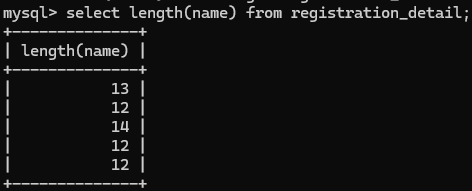 mysql> select length(name) from registration_detail;
+--------------+
| length(name) |
+--------------+
|           13 |
|           12 |
|           14 |
|           12 |
|           12 |
+--------------+